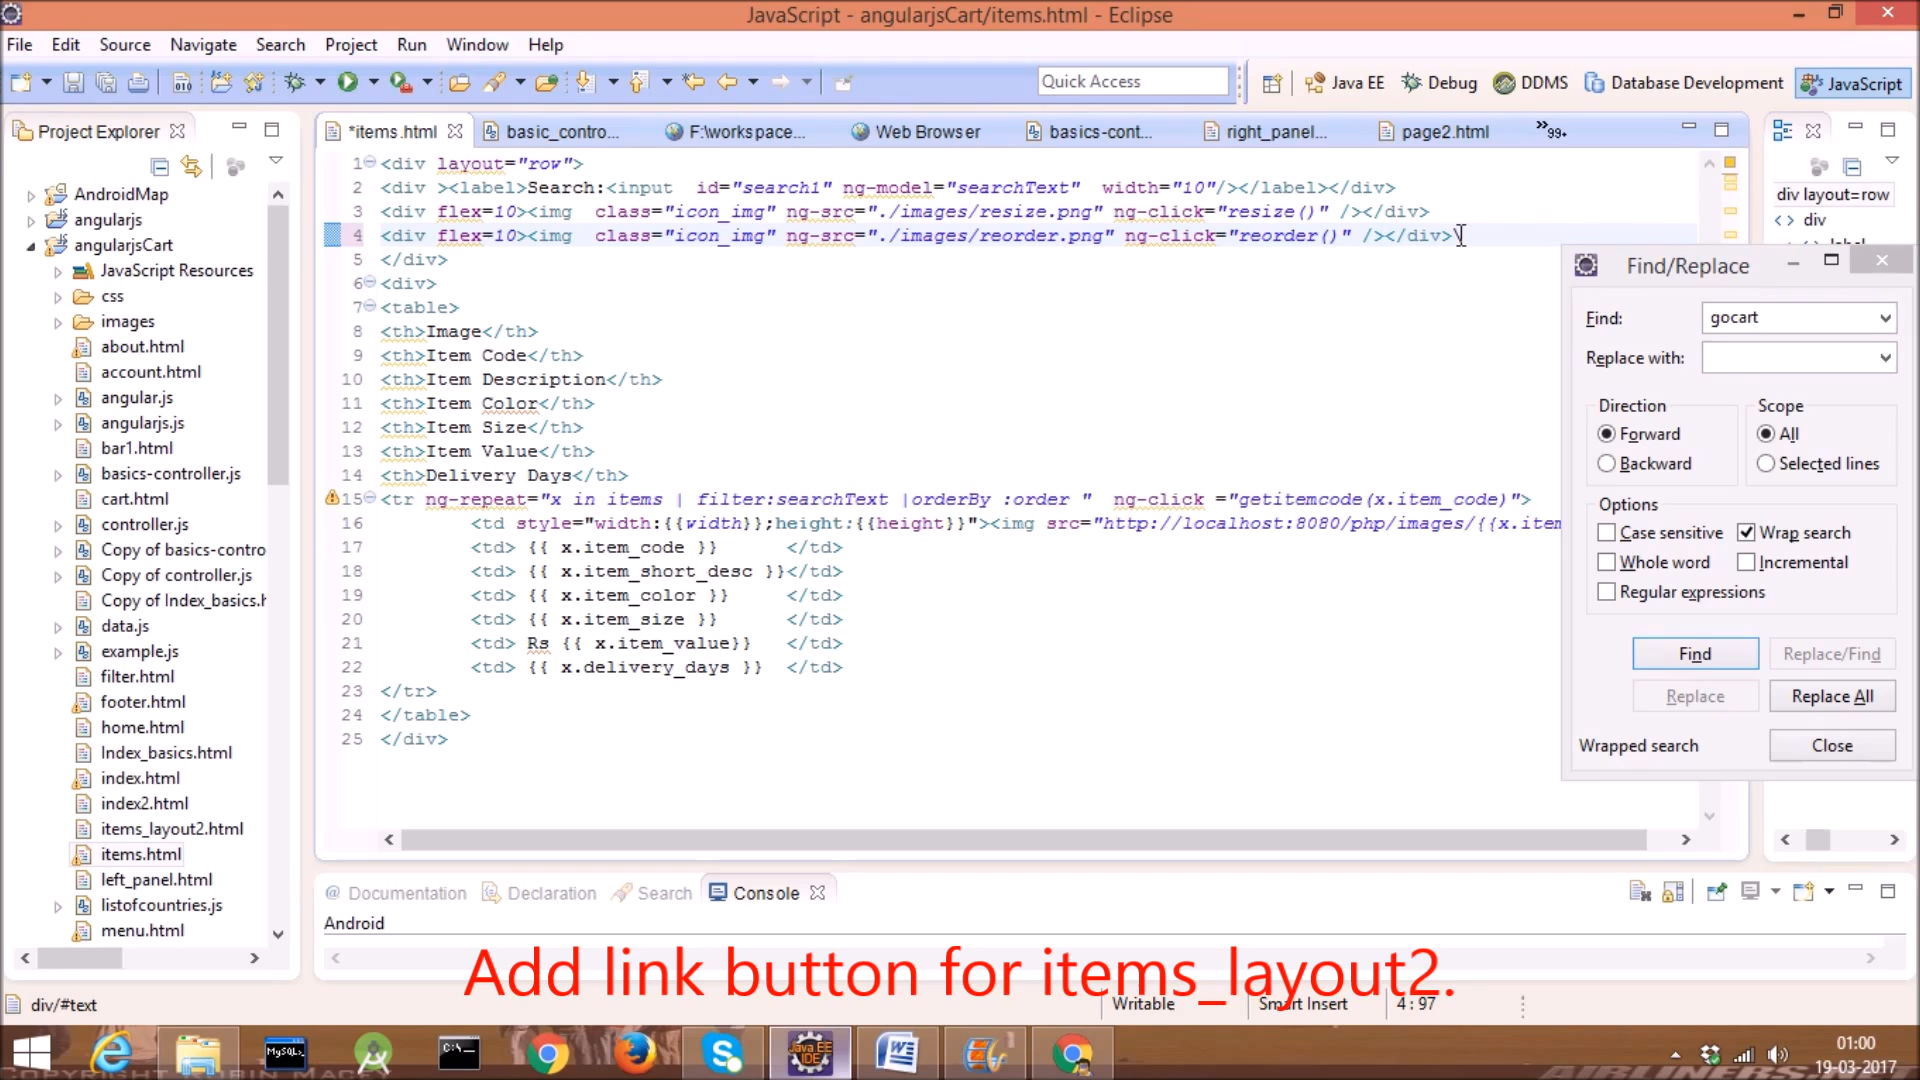 JavaScript - angularjsCart/items.html - Eclipse
File Edit Source Navigate Search Project Run Window Help
Quick Access
Java EE Debug DDMS Database Development JavaScript
Project Explorer
*items.html basic_contro... F:\workspace... Web Browser basics-cont... right_panel... page2.html »99+
AndroidMap
angularjs
angularjsCart
JavaScript Resources
css
images
about.html
account.html
angular.js
angularjs.js
bar1.html
basics-controller.js
cart.html
controller.js
Copy of basics-contro
Copy of controller.js
Copy of Index_basics.h
data.js
example.js
filter.html
footer.html
home.html
Index_basics.html
index.html
index2.html
items_layout2.html
items.html
left_panel.html
listofcountries.js
menu.html
1 <div layout="row">
2 <div ><label>Search:<input  id="search1" ng-model="searchText"  width="10"/></label></div>
3 <div flex=10><img  class="icon_img" ng-src="./images/resize.png" ng-click="resize()" /></div>
4 <div flex=10><img  class="icon_img" ng-src="./images/reorder.png" ng-click="reorder()" /></div>\
5 </div>
6 <div>
7 <table>
8 <th>Image</th>
9 <th>Item Code</th>
10 <th>Item Description</th>
11 <th>Item Color</th>
12 <th>Item Size</th>
13 <th>Item Value</th>
14 <th>Delivery Days</th>
15 <tr ng-repeat="x in items | filter:searchText |orderBy :order "  ng-click ="getitemcode(x.item_code)">
16 <td style="width:{{width}};height:{{height}}"><img src="http://localhost:8080/php/images/{{x.item
17 <td> {{ x.item_code }} </td>
18 <td> {{ x.item_short_desc }}</td>
19 <td> {{ x.item_color }} </td>
20 <td> {{ x.item_size }} </td>
21 <td> Rs {{ x.item_value}} </td>
22 <td> {{ x.delivery_days }} </td>
23 </tr>
24 </table>
25 </div>
div layout=row
<> div
Find/Replace
Find: gocart
Replace with:
Direction
Forward
Backward
Scope
All
Selected lines
Options
Case sensitive Wrap search
Whole word Incremental
Regular expressions
Find Replace/Find
Replace Replace All
Wrapped search Close
@ Documentation Declaration Search Console
Android
Add link button for items_layout2.
div/#text Writable Smart Insert 4 : 97
01:00
19-03-2017